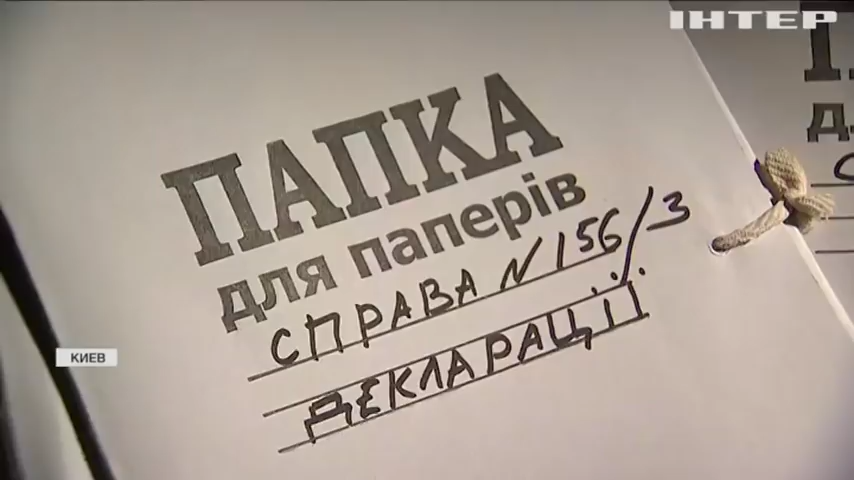 ІНТЕР
ПАПКА
для паперів
СПРАВА N 156/3
ДЕКЛАРАЦІЇ
КИЕВ